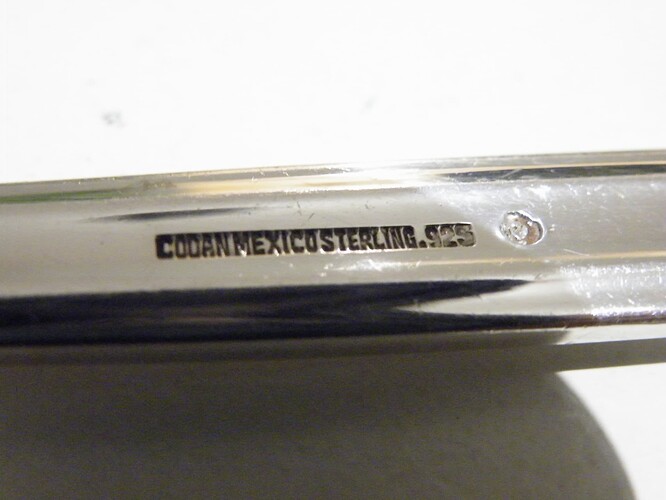 CODAN MEXICO STERLING .925